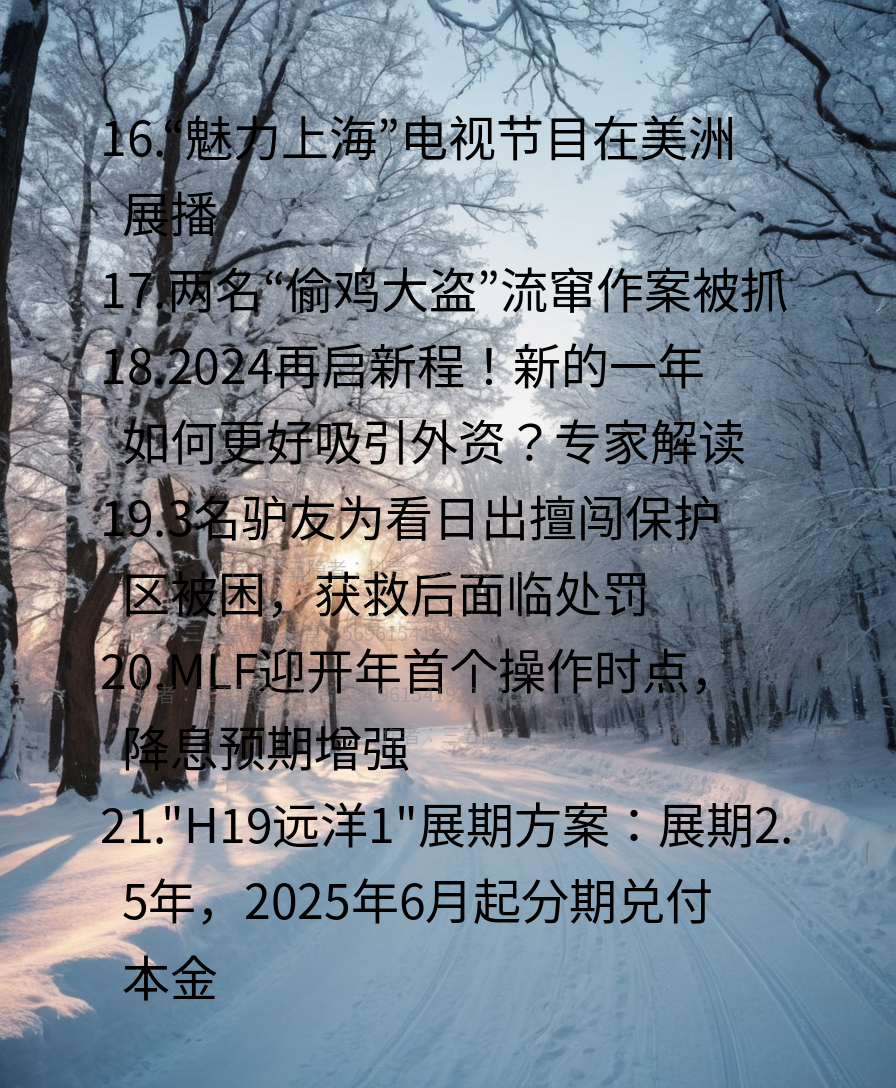 16.“魅力上海”电视节目在美洲
展播
17.两名“偷鸡大盗”流窜作案被抓
18.2024再启新程！新的一年
如何更好吸引外资？专家解读
19.3名驴友为看日出擅闯保护
区被困，获救后面临处罚
20.MLF迎开年首个操作时点，
降息预期增强
21."H19远洋1"展期方案：展期2.
5年，2025年6月起分期兑付
本金